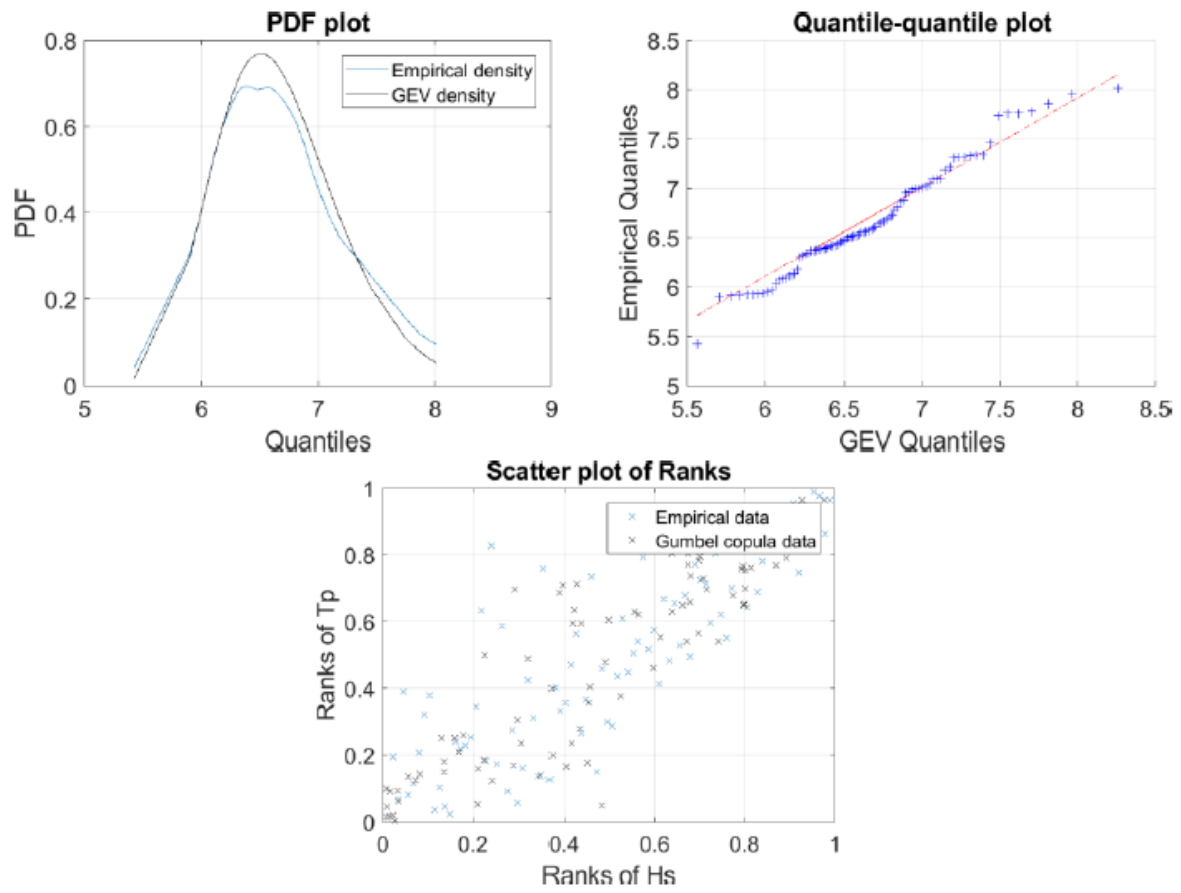 PDF plot
0.8
0.6
0.4
0.2
0
PDF
5
6
7
8
9
Quantiles
Empirical density
GEV density
Quantile-quantile plot
8.5
8
7.5
7
6.5
6
5.5
5
Empirical Quantiles
5.5
6
6.5
7
7.5
8
8.5
GEV Quantiles
Scatter plot of Ranks
1
0.8
0.6
0.4
0.2
0
Ranks of Tp
0
0.2
0.4
0.6
0.8
1
Ranks of Hs
Empirical data
Gumbel copula data